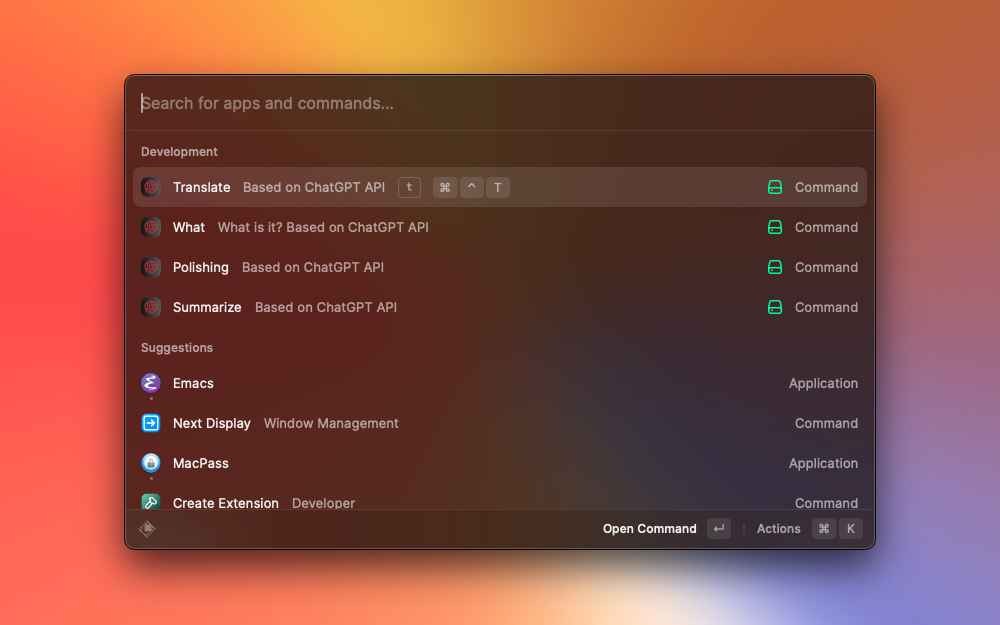 Search for apps and commands...
Development
Translate Based on ChatGPT API t ⌘ ^ T Command
What What is it? Based on ChatGPT API Command
Polishing Based on ChatGPT API Command
Summarize Based on ChatGPT API Command
Suggestions
Emacs Application
Next Display Window Management Command
MacPass Application
Create Extension Developer Command
Open Command ↵ Actions ⌘ K